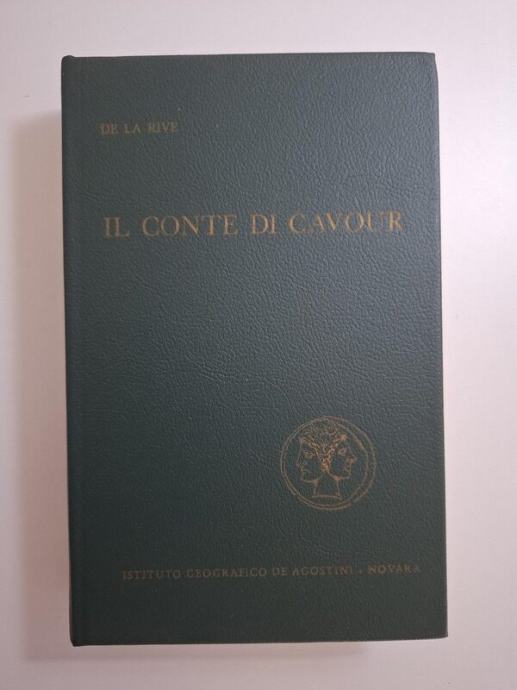 DE LA RIVE
IL CONTE DI CAVOUR
ISTITUTO GEOGRAFICO DE AGOSTINI - NOVARA